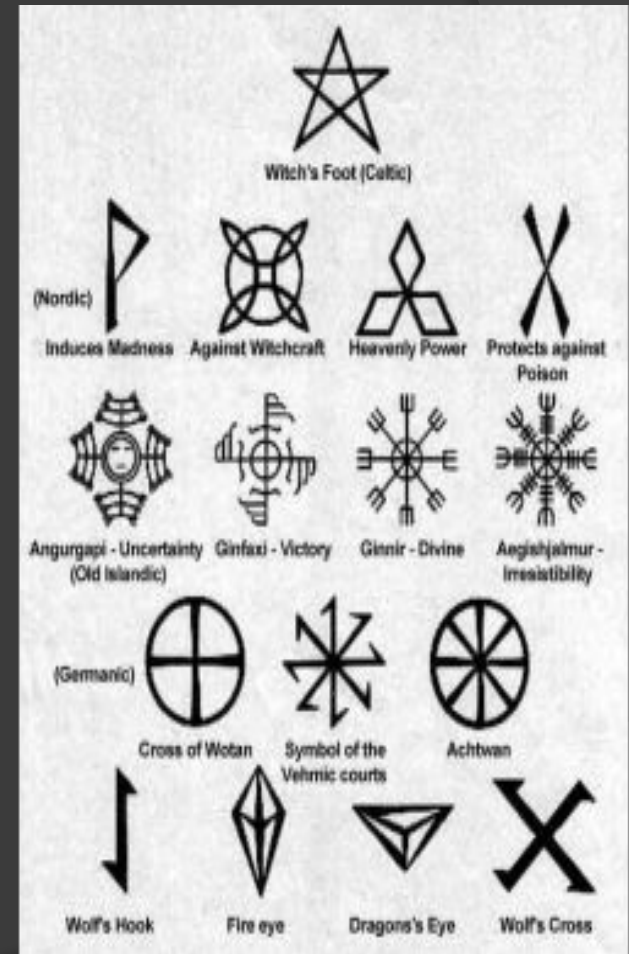 Witch's Foot (Celtic)
(Nordic)
Induces Madness Against Witchcraft Heavenly Power Protects against
Poison
Angurgapi - Uncertainty Ginfaxi - Victory Ginnir - Divine Aegishjalmur -
(Old Islandic) Irresistibility
(Germanic)
Cross of Wotan Symbol of the Achtwan
Vehmic courts
Wolf's Hook Fire eye Dragons's Eye Wolf's Cross